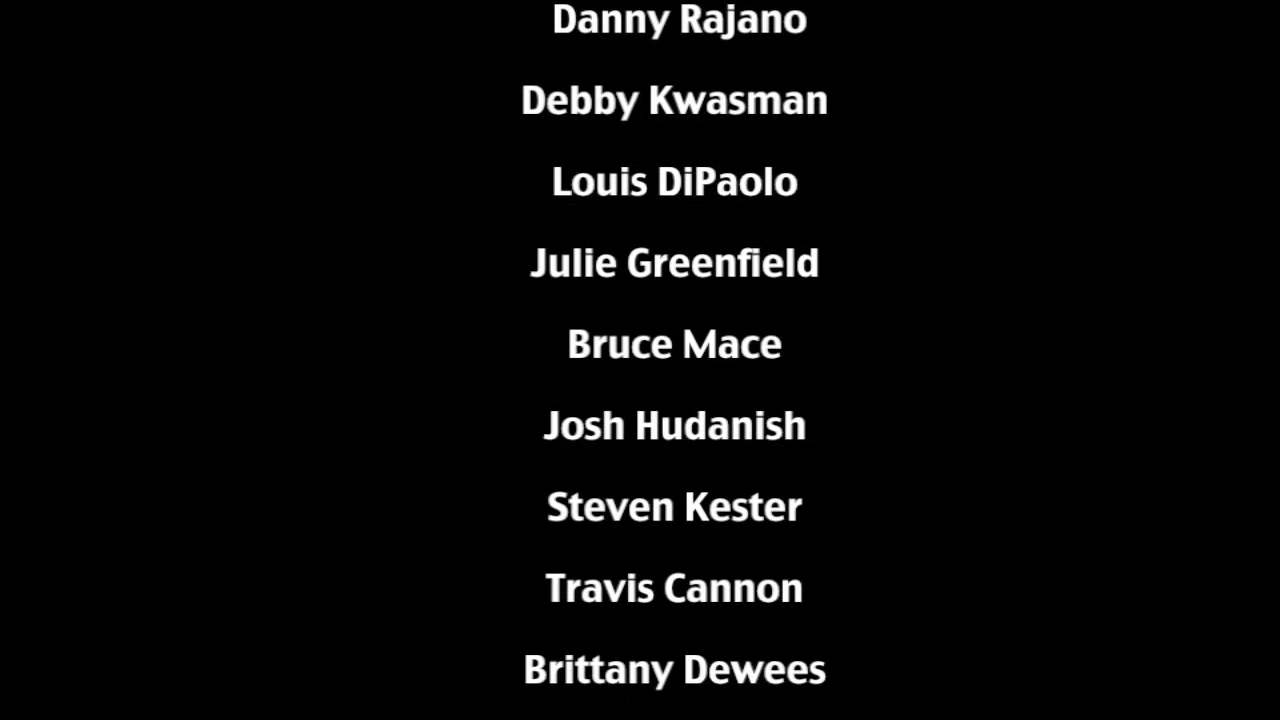 Danny Rajano
Debby Kwasman
Louis DiPaolo
Julie Greenfield
Bruce Mace
Josh Hudanish
Steven Kester
Travis Cannon
Brittany Dewees